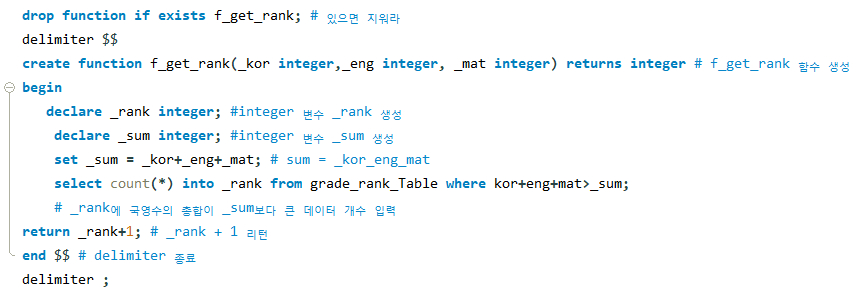 drop function if exists f_get_rank; # 있으면 지워라
delimiter $$
create function f_get_rank(_kor integer,_eng integer, _mat integer) returns integer # f_get_rank 함수 생성
begin
declare _rank integer; #integer 변수 _rank 생성
declare _sum integer; #integer 변수 _sum 생성
set _sum = _kor+_eng+_mat; # sum = _kor_eng_mat
select count(*) into _rank from grade_rank_Table where kor+eng+mat>_sum;
# _rank에 국영수의 총합이 _sum보다 큰 데이터 개수 입력
return _rank+1; # _rank + 1 리턴
end $$ # delimiter 종료
delimiter ;